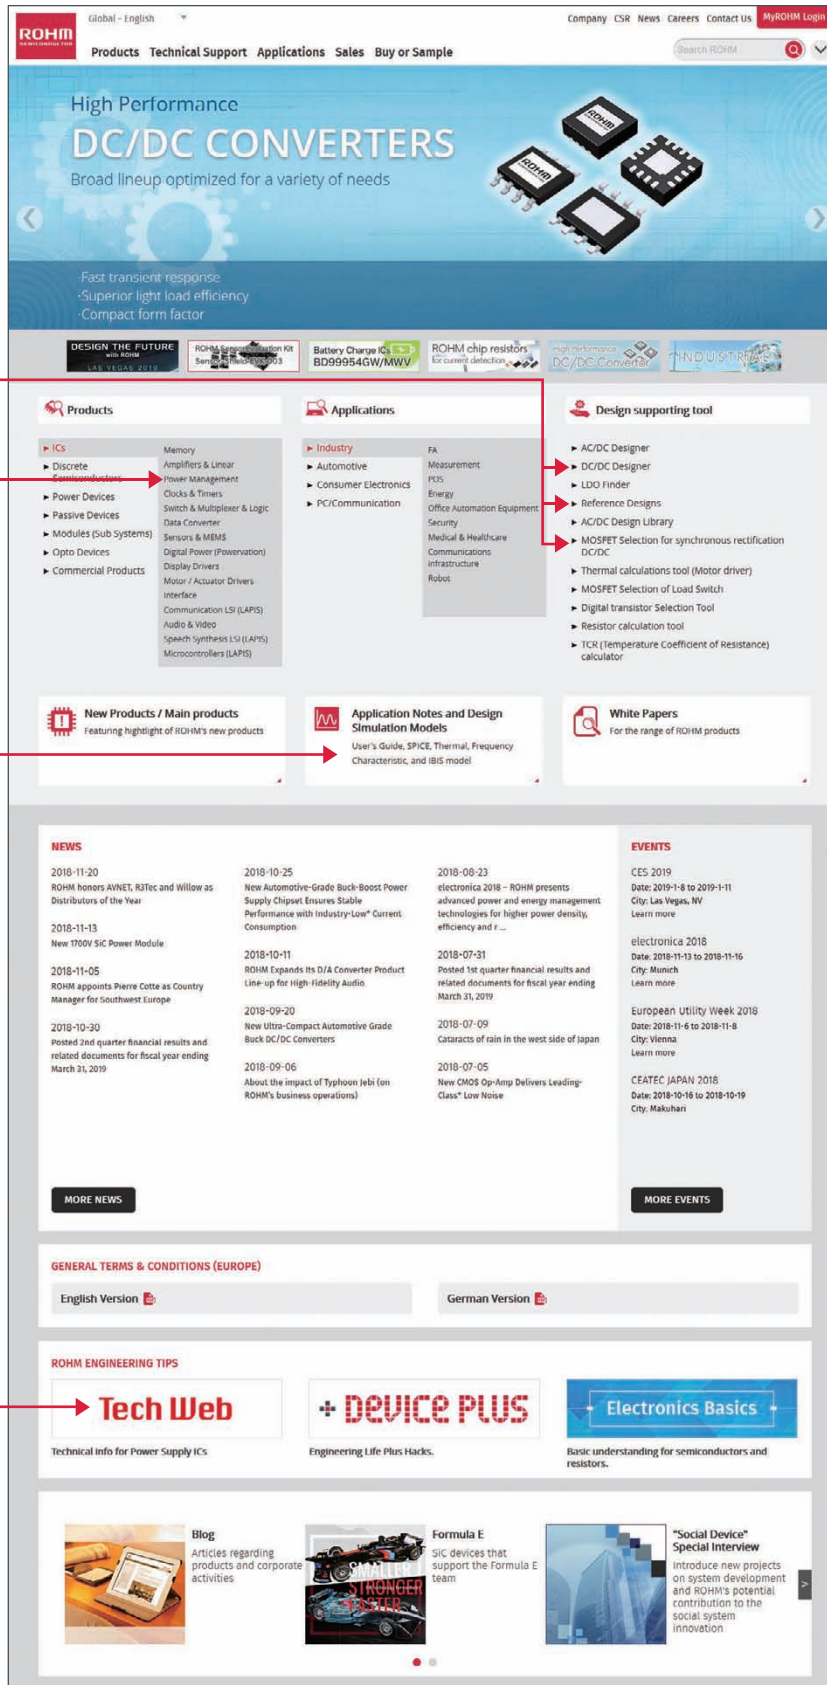 ROHM
SEMICONDUCTOR
Global - English
Company CSR News Careers Contact Us MyROHM Login
Products Technical Support Applications Sales Buy or Sample
Search ROHM
High Performance
DC/DC CONVERTERS
Broad lineup optimized for a variety of needs
ROHM
ROHM
·Fast transient response
·Superior light load efficiency
·Compact form factor
DESIGN THE FUTURE
with ROHM
LAS VEGAS 2019
ROHM Sensor Evaluation Kit
Battery Charge ICs
BD99954GW/MWV
ROHM chip resistors
for current detection
High performance
DC/DC Converter
INDUSTRIAL
Products
ICs
Discrete
Semiconductors
Power Devices
Passive Devices
Modules (Sub Systems)
Opto Devices
Commercial Products
Memory
Amplifiers & Linear
Power Management
Clocks & Timers
Switch & Multiplexer & Logic
Data Converter
Sensors & MEMS
Digital Power (Powervation)
Display Drivers
Motor / Actuator Drivers
Interface
Communication LSI (LAPIS)
Audio & Video
Speech Synthesis LSI (LAPIS)
Microcontrollers (LAPIS)
Applications
Industry
Automotive
Consumer Electronics
PC/Communication
FA
Measurement
POS
Energy
Office Automation Equipment
Security
Medical & Healthcare
Communications
infrastructure
Robot
Design supporting tool
AC/DC Designer
DC/DC Designer
LDO Finder
Reference Designs
AC/DC Design Library
MOSFET Selection for synchronous rectification
DC/DC
Thermal calculations tool (Motor driver)
MOSFET Selection of Load Switch
Digital transistor Selection Tool
Resistor calculation tool
TCR (Temperature Coefficient of Resistance)
calculator
New Products / Main products
Featuring hightlight of ROHM's new products
Application Notes and Design
Simulation Models
User's Guide, SPICE, Thermal, Frequency
Characteristic, and IBIS model
White Papers
For the range of ROHM products
NEWS
2018-11-20
ROHM honors AVNET, R3Tec and Willow as
Distributors of the Year
2018-11-13
New 1700V SiC Power Module
2018-11-05
ROHM appoints Pierre Cotte as Country
Manager for Southwest Europe
2018-10-30
Posted 2nd quarter financial results and
related documents for fiscal year ending
March 31, 2019
2018-10-25
New Automotive-Grade Buck-Boost Power
Supply Chipset Ensures Stable
Performance with Industry-Low* Current
Consumption
2018-10-11
ROHM Expands Its D/A Converter Product
Line-up for High-Fidelity Audio
2018-09-20
New Ultra-Compact Automotive Grade
Buck DC/DC Converters
2018-09-06
About the impact of Typhoon Jebi (on
ROHM's business operations)
2018-08-23
electronica 2018 – ROHM presents
advanced power and energy management
technologies for higher power density,
efficiency and r ...
2018-07-31
Posted 1st quarter financial results and
related documents for fiscal year ending
March 31, 2019
2018-07-09
Cataracts of rain in the west side of Japan
2018-07-05
New CMOS Op-Amp Delivers Leading-
Class* Low Noise
MORE NEWS
EVENTS
CES 2019
Date: 2019-1-8 to 2019-1-11
City: Las Vegas, NV
Learn more
electronica 2018
Date: 2018-11-13 to 2018-11-16
City: Munich
Learn more
European Utility Week 2018
Date: 2018-11-6 to 2018-11-8
City: Vienna
Learn more
CEATEC JAPAN 2018
Date: 2018-10-16 to 2018-10-19
City: Makuhari
MORE EVENTS
GENERAL TERMS & CONDITIONS (EUROPE)
English Version
German Version
ROHM ENGINEERING TIPS
Tech Web
Technical info for Power Supply ICs
+ DEVICE PLUS
Engineering Life Plus Hacks.
Electronics Basics
Basic understanding for semiconductors and
resistors.
Blog
Articles regarding
products and corporate
activities
SMALLER
STRONGER
FASTER
Formula E
SiC devices that
support the Formula E
team
"Social Device"
Special Interview
Introduce new projects
on system development
and ROHM's potential
contribution to the
social system
innovation